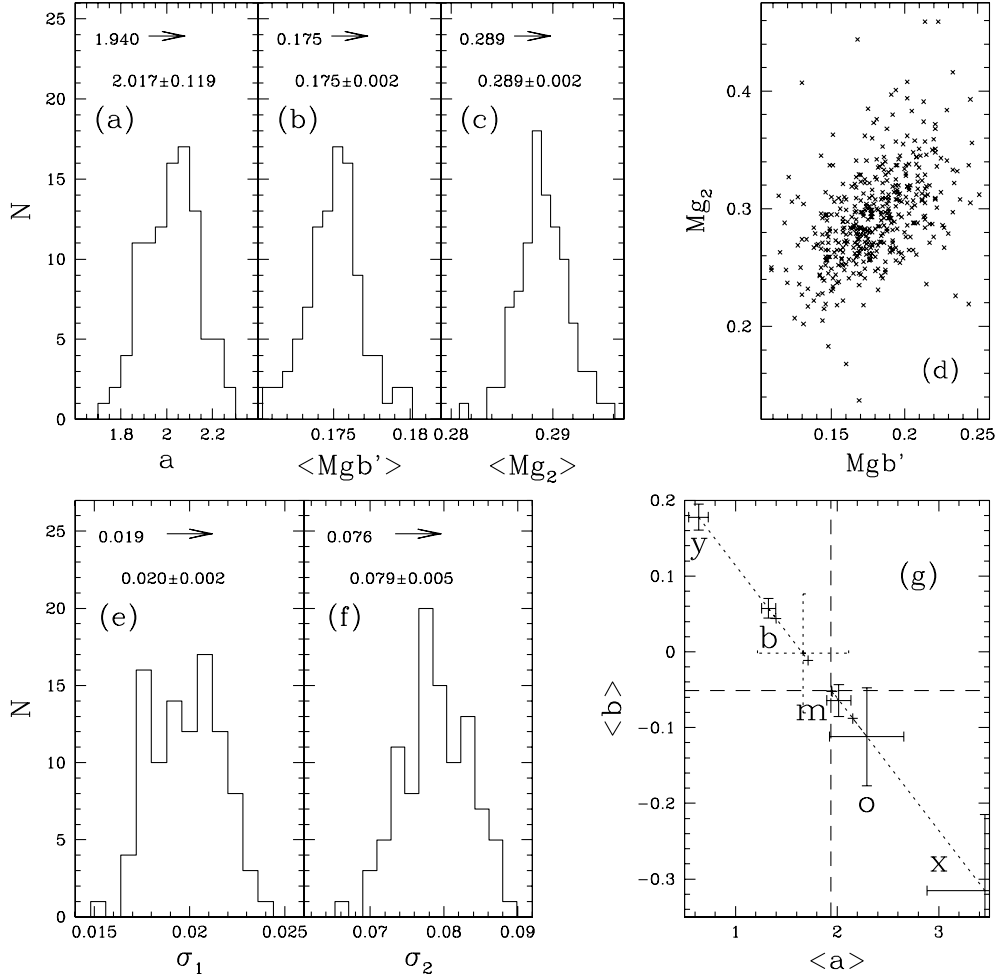 25
20
15
10
5
0
N
1.940
2.017±0.119
(a)
1.8
2
2.2
a
0.175
0.175±0.002
(b)
0.175
0.18
<Mgb'>
0.289
0.289±0.002
(c)
0.28
0.29
<Mg2>
0.4
0.3
0.2
Mg2
(d)
0.15
0.2
0.25
Mgb'
25
20
15
10
5
0
N
0.019
0.020±0.002
(e)
0.015
0.02
0.025
σ1
0.076
0.079±0.005
(f)
0.07
0.08
0.09
σ2
0.2
0.1
0
−0.1
−0.2
−0.3
<b>
(g)
y
b
m
o
x
1
2
3
<a>